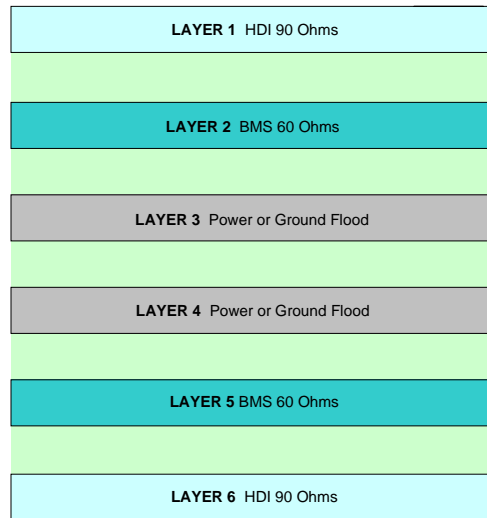 LAYER 1 HDI 90 Ohms
LAYER 2 BMS 60 Ohms
LAYER 3 Power or Ground Flood
LAYER 4 Power or Ground Flood
LAYER 5 BMS 60 Ohms
LAYER 6 HDI 90 Ohms